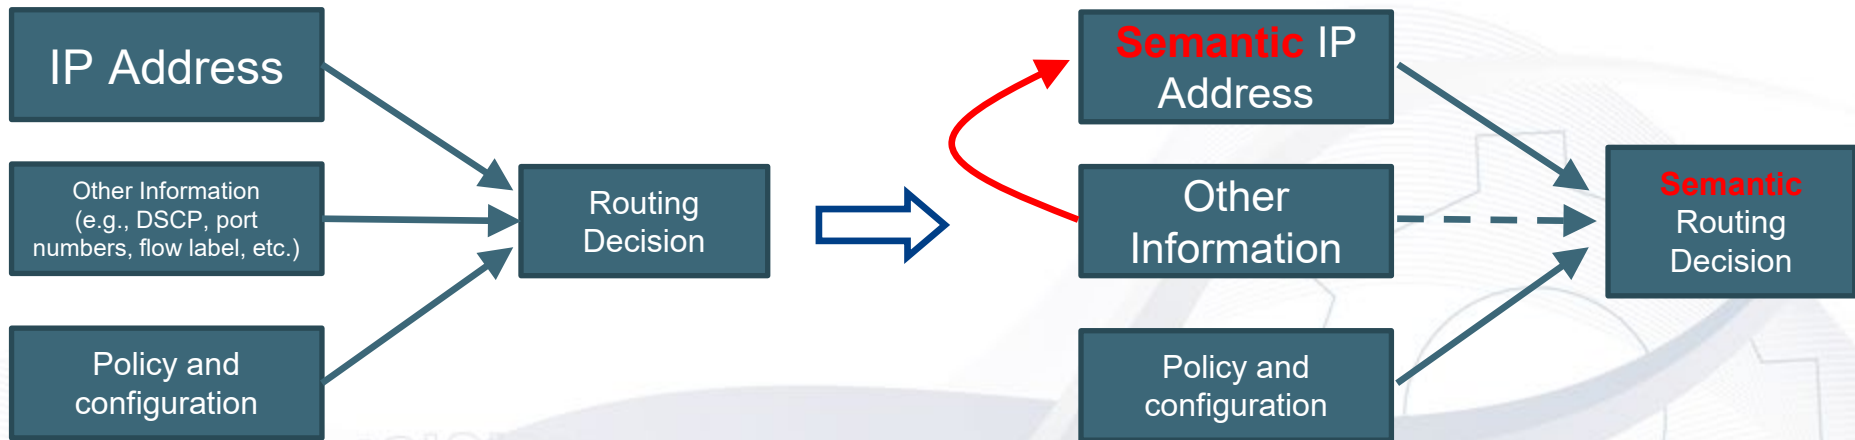 IP Address
Other Information
(e.g., DSCP, port
numbers, flow label, etc.)
Policy and
configuration
Routing
Decision
Semantic IP
Address
Other
Information
Policy and
configuration
Semantic
Routing
Decision